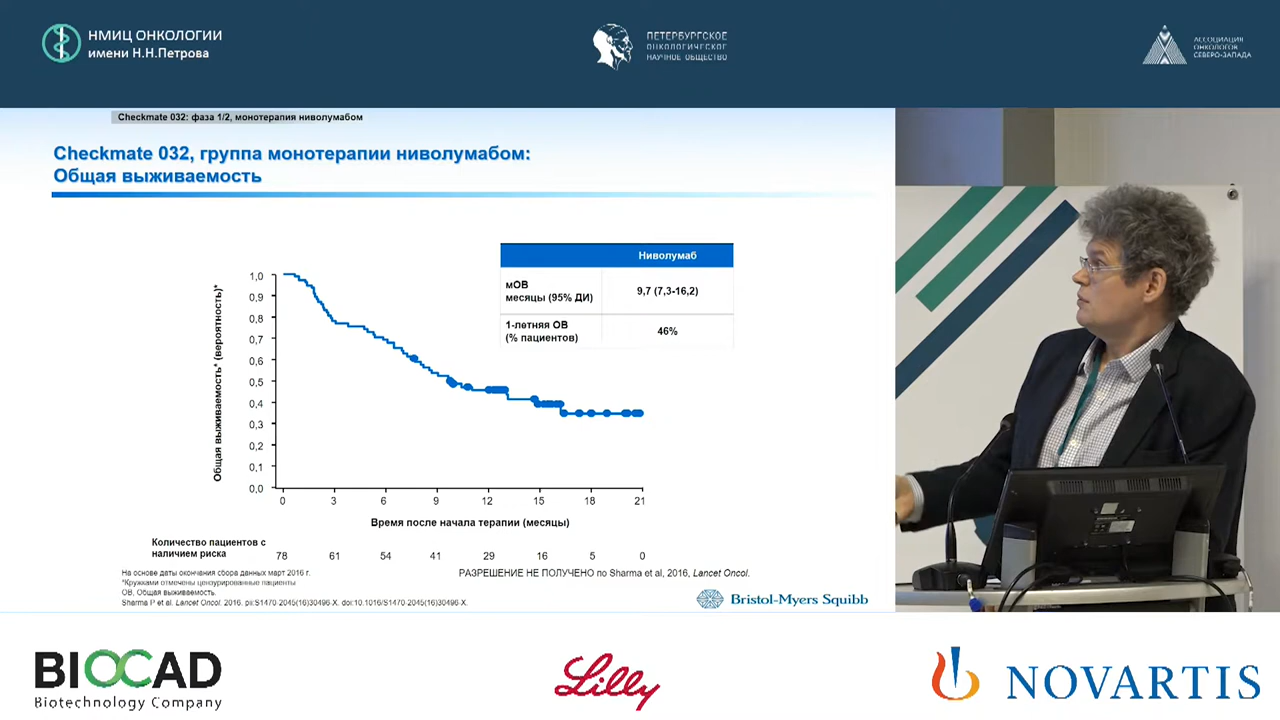 НМИЦ ОНКОЛОГИИ
имени Н.Н.Петрова
ПЕТЕРБУРГСКОЕ
ОНКОЛОГИЧЕСКОЕ
НАУЧНОЕ ОБЩЕСТВО
АССОЦИАЦИЯ
ОНКОЛОГОВ
СЕВЕРО-ЗАПАДА
Checkmate 032: фаза 1/2, монотерапия ниволумабом
Checkmate 032, группа монотерапии ниволумабом:
Общая выживаемость
Ниволумаб
мОВ
месяцы (95% ДИ)
9,7 (7,3-16,2)
1-летняя ОВ
(% пациентов)
46%
Общая выживаемость* (вероятность)*
1,0
0,9
0,8
0,7
0,6
0,5
0,4
0,3
0,2
0,1
0,0
0 3 6 9 12 15 18 21
Время после начала терапии (месяцы)
Количество пациентов с
наличием риска
78 61 54 41 29 16 5 0
На основе даты окончания сбора данных март 2016 г.
*Кружками отмечены цензурированные пациенты
ОВ, Общая выживаемость.
Sharma P et al. Lancet Oncol. 2016. pii:S1470-2045(16)30496-X. doi:10.1016/S1470-2045(16)30496-X.
РАЗРЕШЕНИЕ НЕ ПОЛУЧЕНО по Sharma et al, 2016, Lancet Oncol.
Bristol-Myers Squibb
BIOCAD
Biotechnology Company
Lilly
NOVARTIS